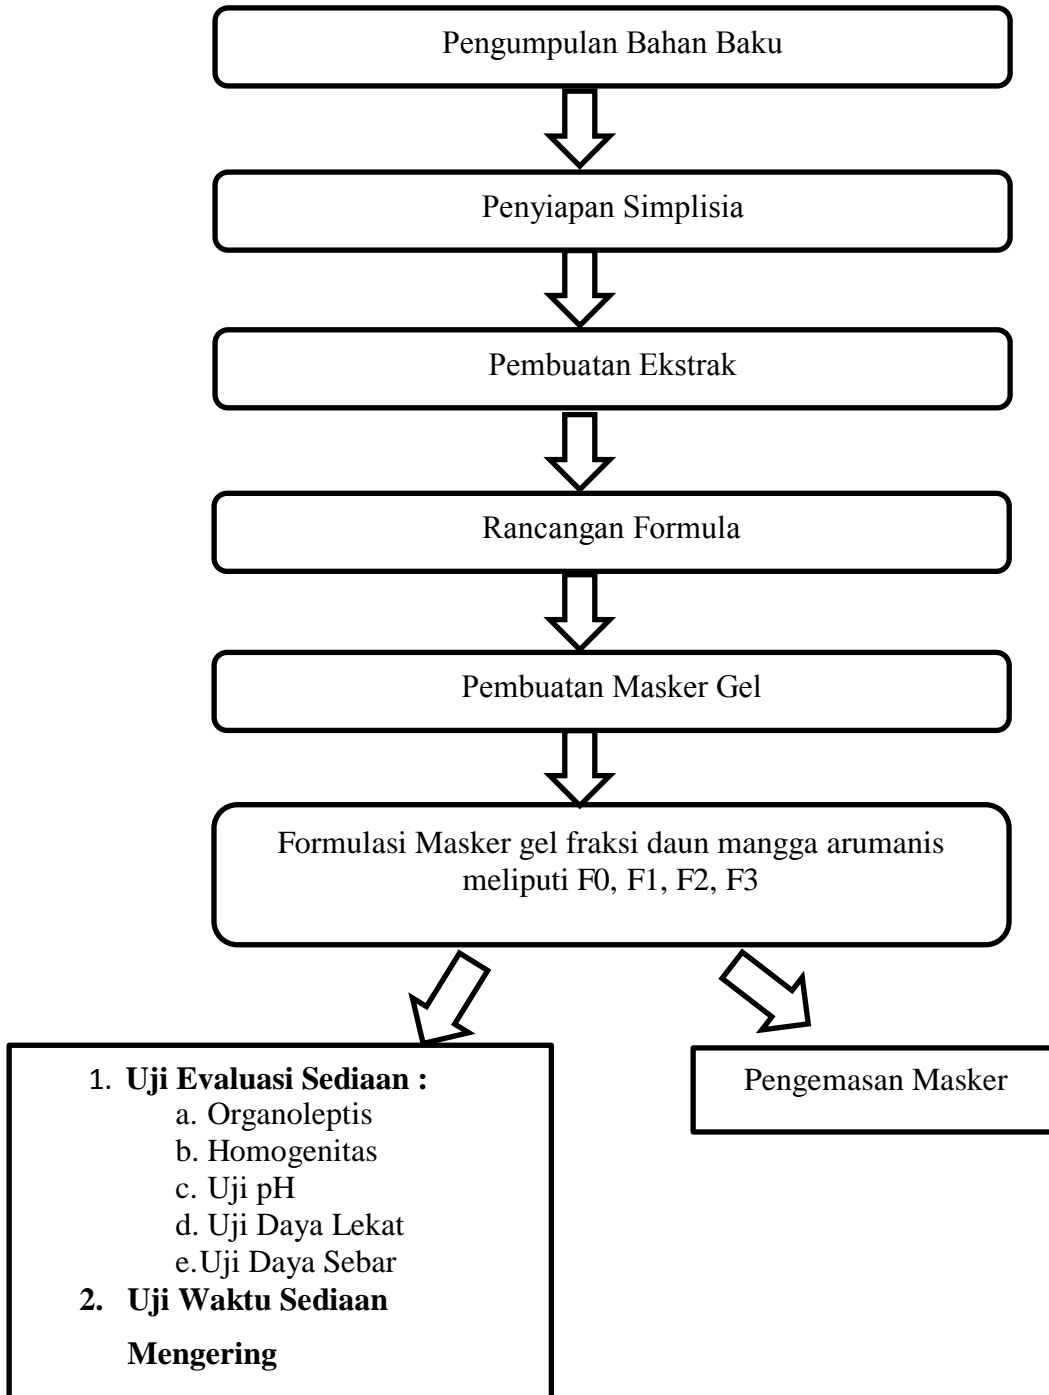 Pengumpulan Bahan Baku
Penyiapan Simplisia
Pembuatan Ekstrak
Rancangan Formula
Pembuatan Masker Gel
Formulasi Masker gel fraksi daun mangga arumanis
meliputi F0, F1, F2, F3
1. Uji Evaluasi Sediaan :
a. Organoleptis
b. Homogenitas
c. Uji pH
d. Uji Daya Lekat
e.Uji Daya Sebar
2. Uji Waktu Sediaan
Mengering
Pengemasan Masker